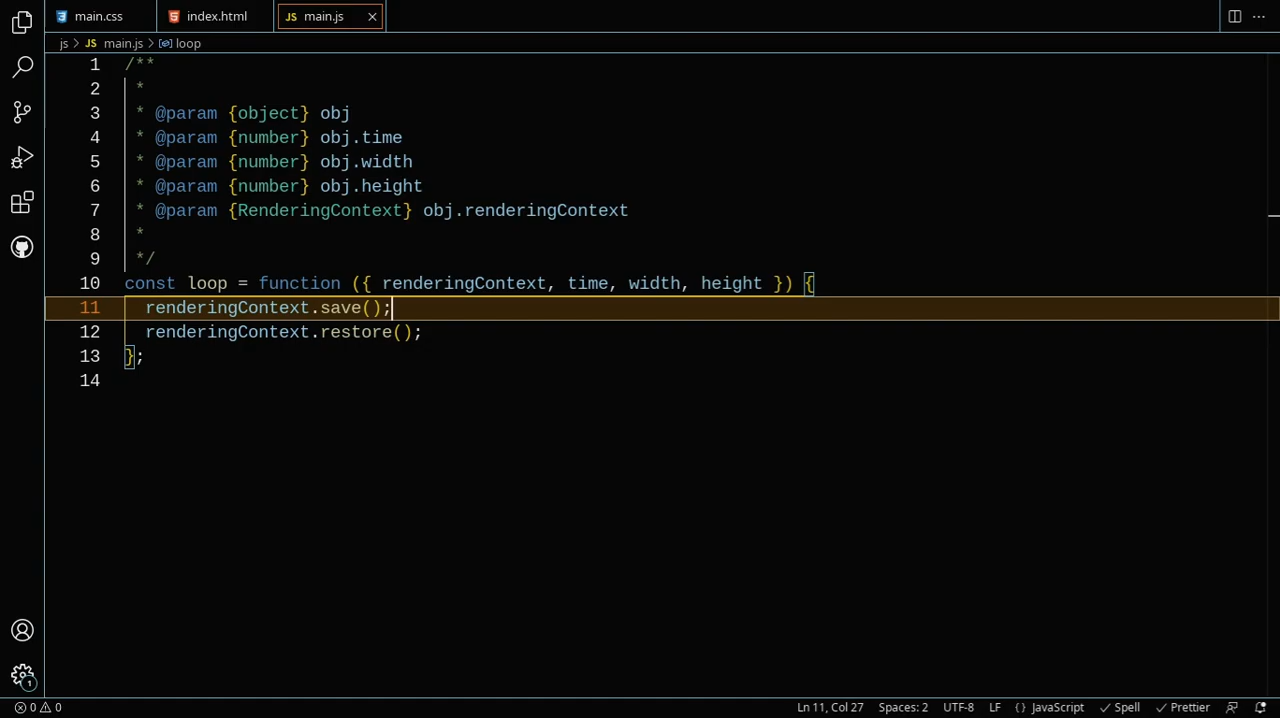 main.css
index.html
JS main.js
js > JS main.js > loop
1 /**
2  *
3  * @param {object} obj
4  * @param {number} obj.time
5  * @param {number} obj.width
6  * @param {number} obj.height
7  * @param {RenderingContext} obj.renderingContext
8  *
9  */
10 const loop = function ({ renderingContext, time, width, height }) {
11   renderingContext.save();
12   renderingContext.restore();
13 };
14
1
0 0 Ln 11, Col 27 Spaces: 2 UTF-8 LF {} JavaScript Spell Prettier